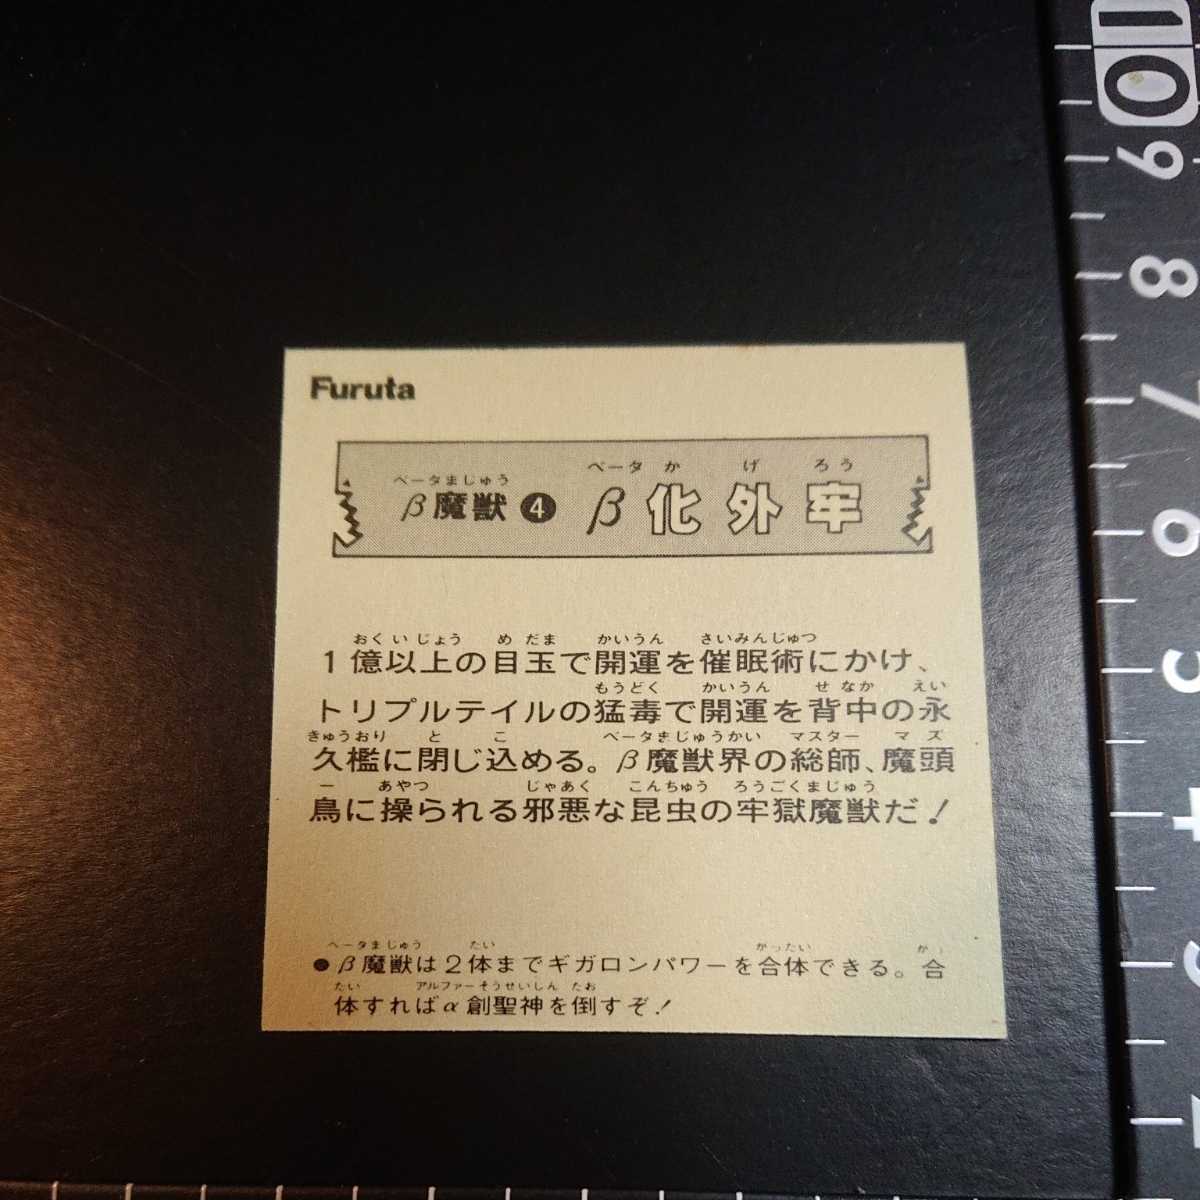 Furuta
ベータまじゅう ベータ か げ ろう
β魔獣 4 β化外牢
おく い じょう め だま かいうん さいみんじゅつ
1億以上の目玉で開運を催眠術にかけ、
もうどく かいうん せ なか えい
トリプルテイルの猛毒で開運を背中の永
きゅうおり と こ ベータまじゅうかい マスター マ ズ
久檻に閉じ込める。β魔獣界の総師、魔頭
ー あやつ じゃあく こんちゅう ろうごくまじゅう
鳥に操られる邪悪な昆虫の牢獄魔獣だ！
ベータまじゅう たい がったい がっ
●β魔獣は2体までギガロンパワーを合体できる。合
たい アルファーそうせいしん たお
体すればα創聖神を倒すぞ！
10
9
8
7
6
5
4
3